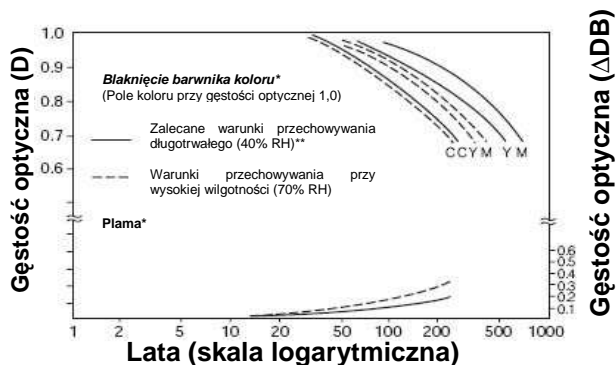 Gęstość optyczna (D)
1.0
0.9
0.8
0.7
0.6
Blaknięcie barwnika koloru*
(Pole koloru przy gęstości optycznej 1,0)
Zalecane warunki przechowywania
długotrwałego (40% RH)**
Warunki przechowywania przy
wysokiej wilgotności (70% RH)
Plama*
C C Y M Y M
Gęstość optyczna (△DB)
0.6
0.5
0.4
0.3
0.2
0.1
1 2 5 10 20 50 100 200 500 1000
Lata (skala logarytmiczna)